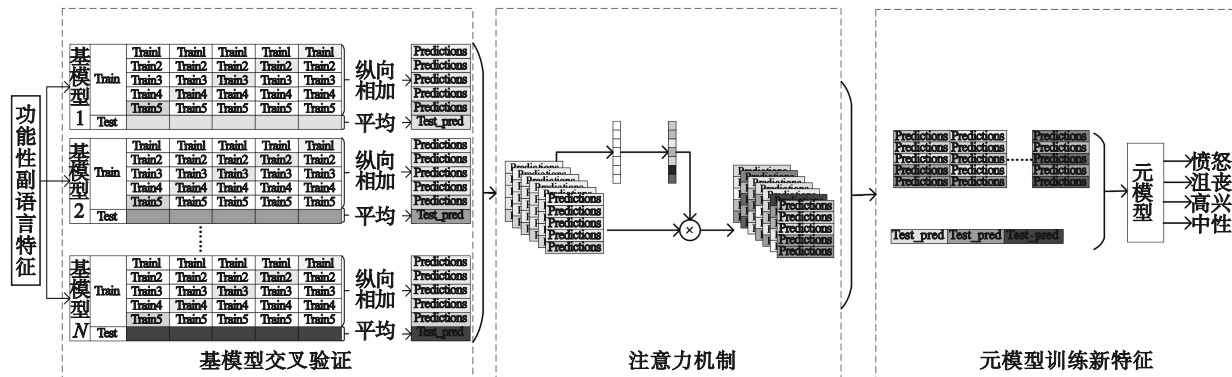 功能性副语言特征
基模型1
Train
Train1 Train1 Train1 Train1 Train1
Train2 Train2 Train2 Train2 Train2
Train3 Train3 Train3 Train3 Train3
Train4 Train4 Train4 Train4 Train4
Train5 Train5 Train5 Train5 Train5
Test
纵向相加
平均
Predictions
Predictions
Predictions
Predictions
Predictions
Test_pred
基模型2
Train
Train1 Train1 Train1 Train1 Train1
Train2 Train2 Train2 Train2 Train2
Train3 Train3 Train3 Train3 Train3
Train4 Train4 Train4 Train4 Train4
Train5 Train5 Train5 Train5 Train5
Test
纵向相加
平均
Predictions
Predictions
Predictions
Predictions
Predictions
Test_pred
基模型N
Train
Train1 Train1 Train1 Train1 Train1
Train2 Train2 Train2 Train2 Train2
Train3 Train3 Train3 Train3 Train3
Train4 Train4 Train4 Train4 Train4
Train5 Train5 Train5 Train5 Train5
Test
纵向相加
平均
Predictions
Predictions
Predictions
Predictions
Predictions
Test_pred
基模型交叉验证
Predictions
Predictions
Predictions
Predictions
Predictions
×
Predictions
Predictions
Predictions
Predictions
Predictions
注意力机制
Predictions Predictions Predictions
Predictions Predictions Predictions
Predictions Predictions Predictions
Predictions Predictions Predictions
Predictions Predictions Predictions
Test_pred Test_pred Test-pred
元模型
愤怒
沮丧
高兴
中性
元模型训练新特征